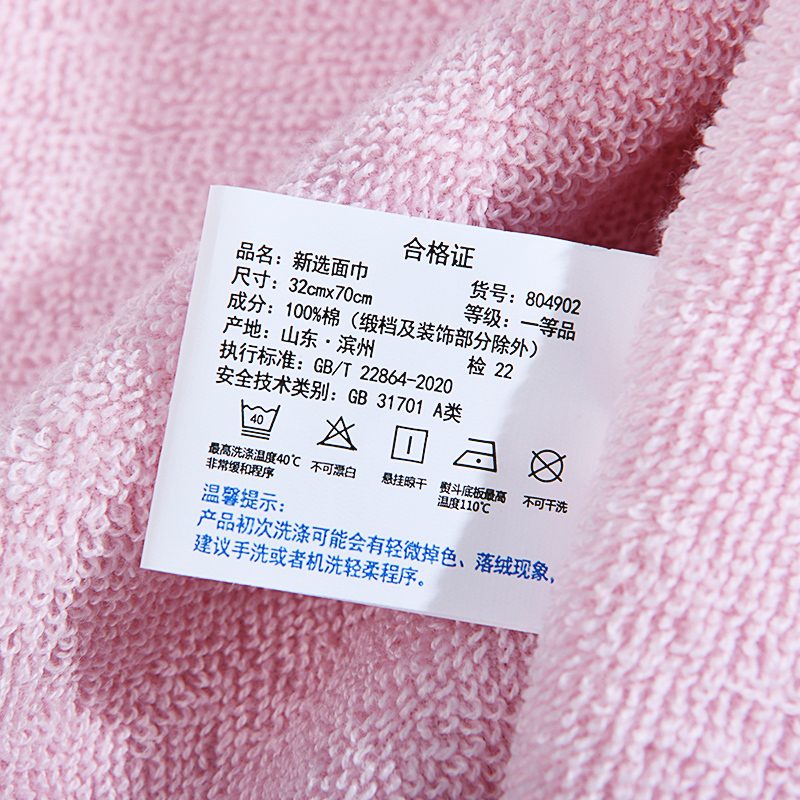 合格证
品名：新选面巾 货号：804902
尺寸：32cmx70cm 等级：一等品
成分：100%棉（缎档及装饰部分除外）
产地：山东·滨州 检 22
执行标准：GB/T 22864-2020
安全技术类别：GB 31701 A类
40
最高洗涤温度40℃
非常缓和程序
不可漂白
悬挂晾干
熨斗底板最高
温度110℃
不可干洗
温馨提示：
产品初次洗涤可能会有轻微掉色、落绒现象，
建议手洗或者机洗轻柔程序。